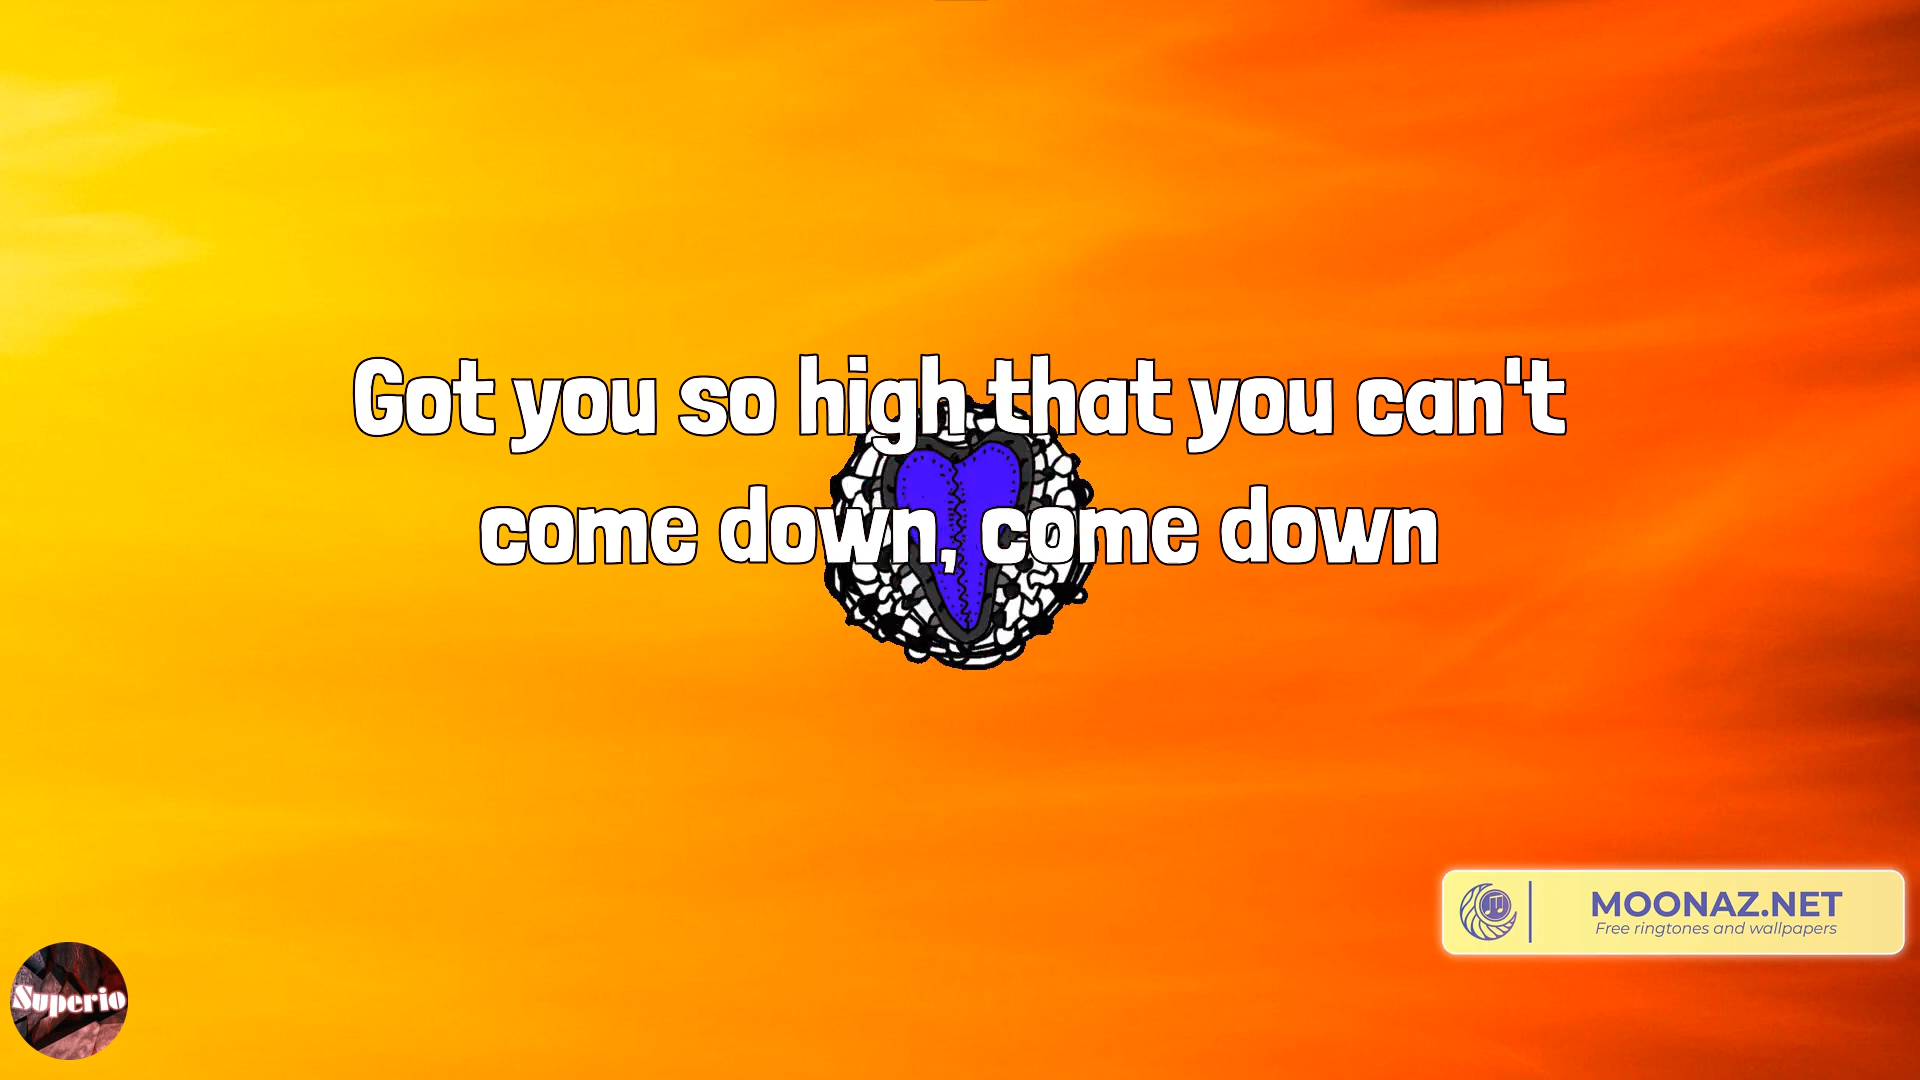 Got you so high that you can't
come down, come down
MOONAZ.NET
Free ringtones and wallpapers
Superio